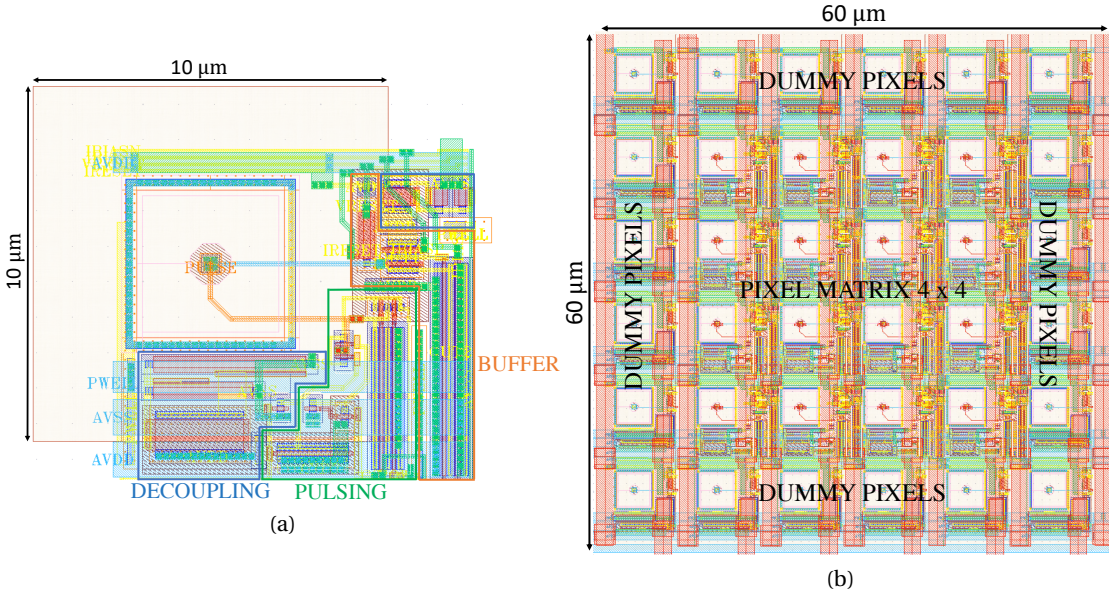 10 µm
10 µm
AVDD
BUFFER
PWELL
AVSS
AVDD
DECOUPLING
PULSING
(a)
60 µm
60 µm
DUMMY PIXELS
DUMMY PIXELS
DUMMY PIXELS
PIXEL MATRIX 4 x 4
DUMMY PIXELS
(b)